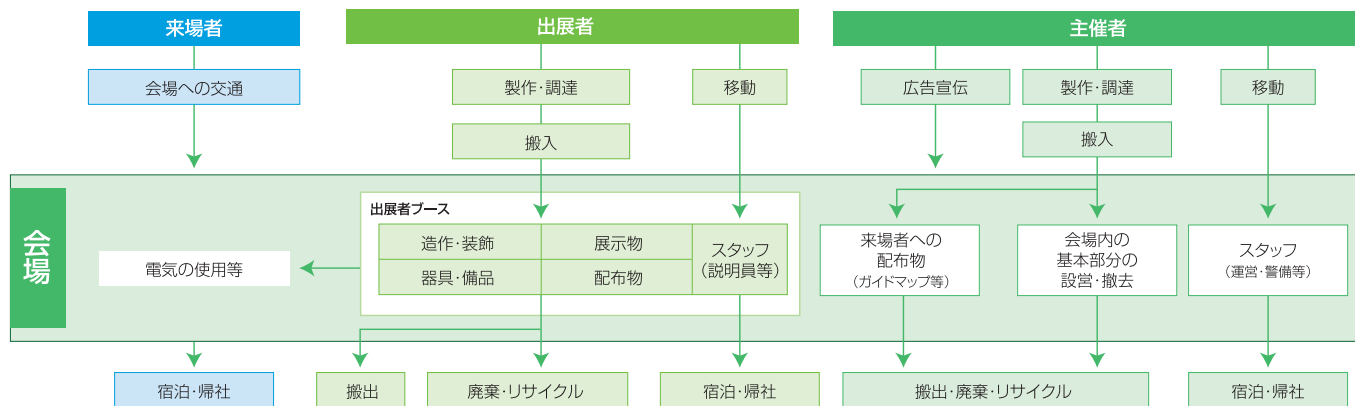 来場者
出展者
主催者
会場への交通
製作・調達
移動
広告宣伝
製作・調達
移動
搬入
搬入
会場
出展者ブース
造作・装飾
展示物
器具・備品
配布物
スタッフ
（説明員等）
電気の使用等
来場者への
配布物
（ガイドマップ等）
会場内の
基本部分の
設営・撤去
スタッフ
（運営・警備等）
宿泊・帰社
搬出
廃棄・リサイクル
宿泊・帰社
搬出・廃棄・リサイクル
宿泊・帰社